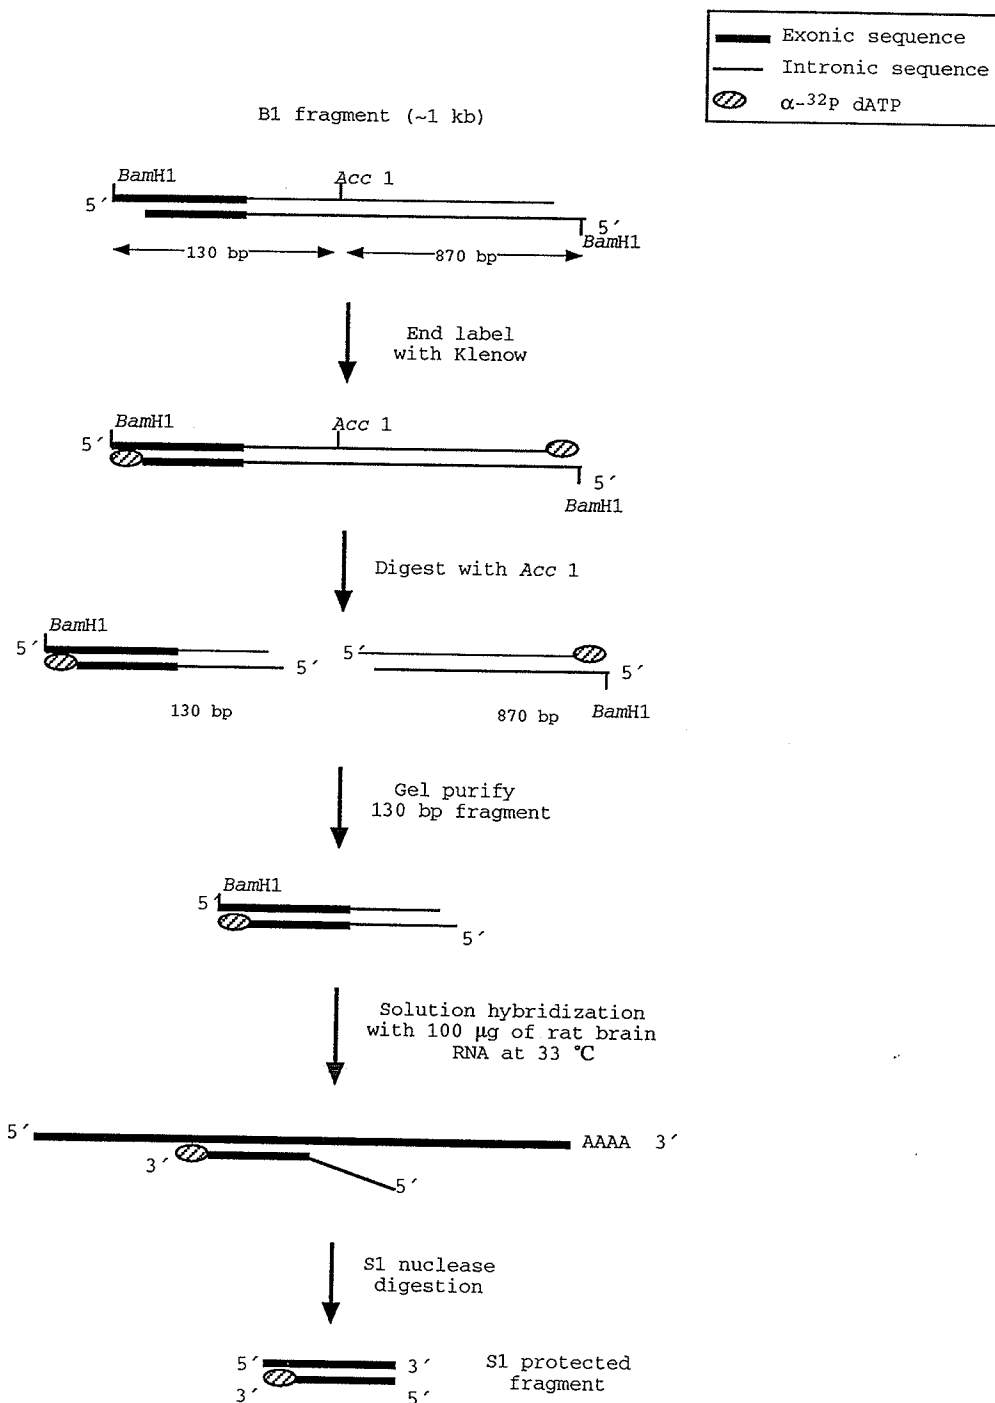 Exonic sequence
Intronic sequence
α-³²P dATP
B1 fragment (~1 kb)
BamH1
Acc 1
5′
5′
BamH1
130 bp
870 bp
End label
with Klenow
BamH1
Acc 1
5′
5′
BamH1
Digest with Acc 1
BamH1
5′
5′
5′
5′
BamH1
130 bp
870 bp
Gel purify
130 bp fragment
BamH1
5′
5′
Solution hybridization
with 100 µg of rat brain
RNA at 33 °C
5′
AAAA 3′
3′
5′
S1 nuclease
digestion
5′
3′
3′
5′
S1 protected
fragment